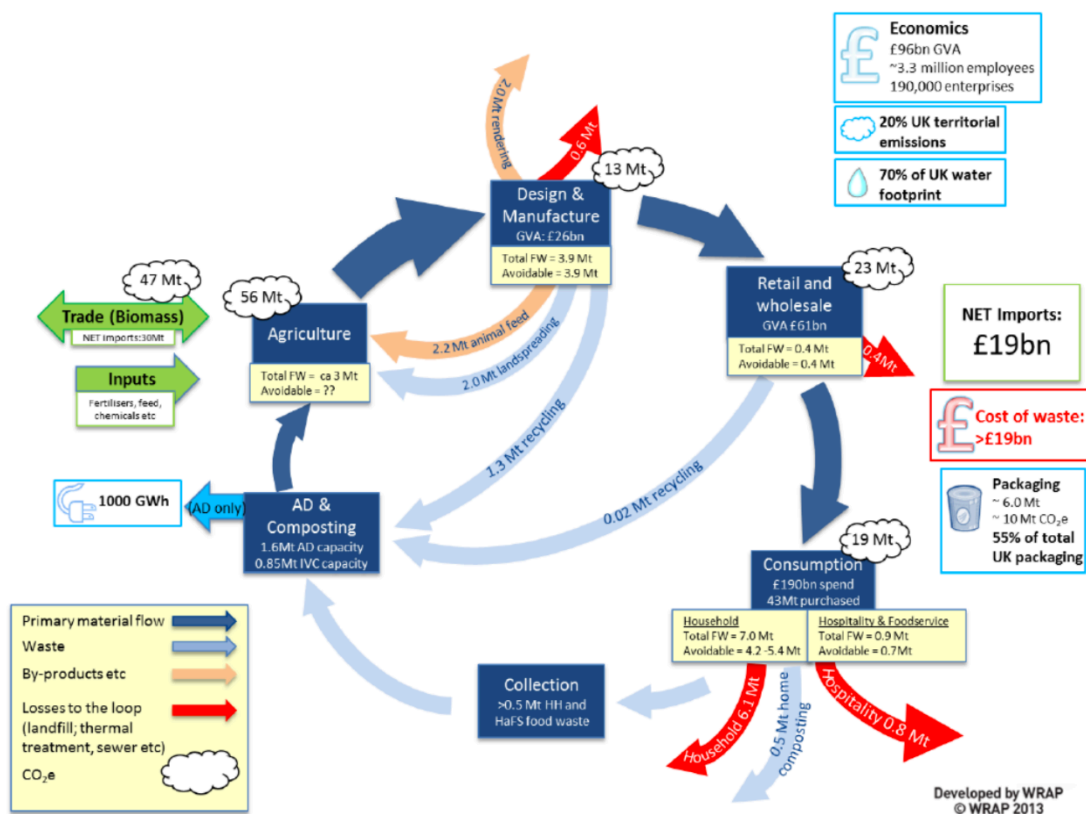 Economics
£96bn GVA
~3.3 million employees
190,000 enterprises
20% UK territorial
emissions
70% of UK water
footprint
2.0 Mt rendering
0.6 Mt
13 Mt
Design &
Manufacture
GVA: £26bn
Total FW = 3.9 Mt
Avoidable = 3.9 Mt
23 Mt
Retail and
wholesale
GVA £61bn
Total FW = 0.4 Mt
Avoidable = 0.4 Mt
0.4Mt
47 Mt
Trade (Biomass)
NET imports:30Mt
Inputs
Fertilisers, feed,
chemicals etc
56 Mt
Agriculture
Total FW = ca 3 Mt
Avoidable = ??
2.2 Mt animal feed
2.0 Mt landspreading
1.3 Mt recycling
0.02 Mt recycling
NET Imports:
£19bn
Cost of waste:
>£19bn
Packaging
~ 6.0 Mt
~ 10 Mt CO₂e
55% of total
UK packaging
1000 GWh
(AD only)
AD &
Composting
1.6Mt AD capacity
0.85Mt IVC capacity
19 Mt
Consumption
£190bn spend
43Mt purchased
Household
Total FW = 7.0 Mt
Avoidable = 4.2 -5.4 Mt
Hospitality & Foodservice
Total FW = 0.9 Mt
Avoidable = 0.7Mt
Collection
>0.5 Mt HH and
HaFS food waste
Household 6.1 Mt
0.5 Mt home
composting
Hospitality 0.8 Mt
Primary material flow
Waste
By-products etc
Losses to the loop
(landfill; thermal
treatment, sewer etc)
CO₂e
Developed by WRAP
© WRAP 2013